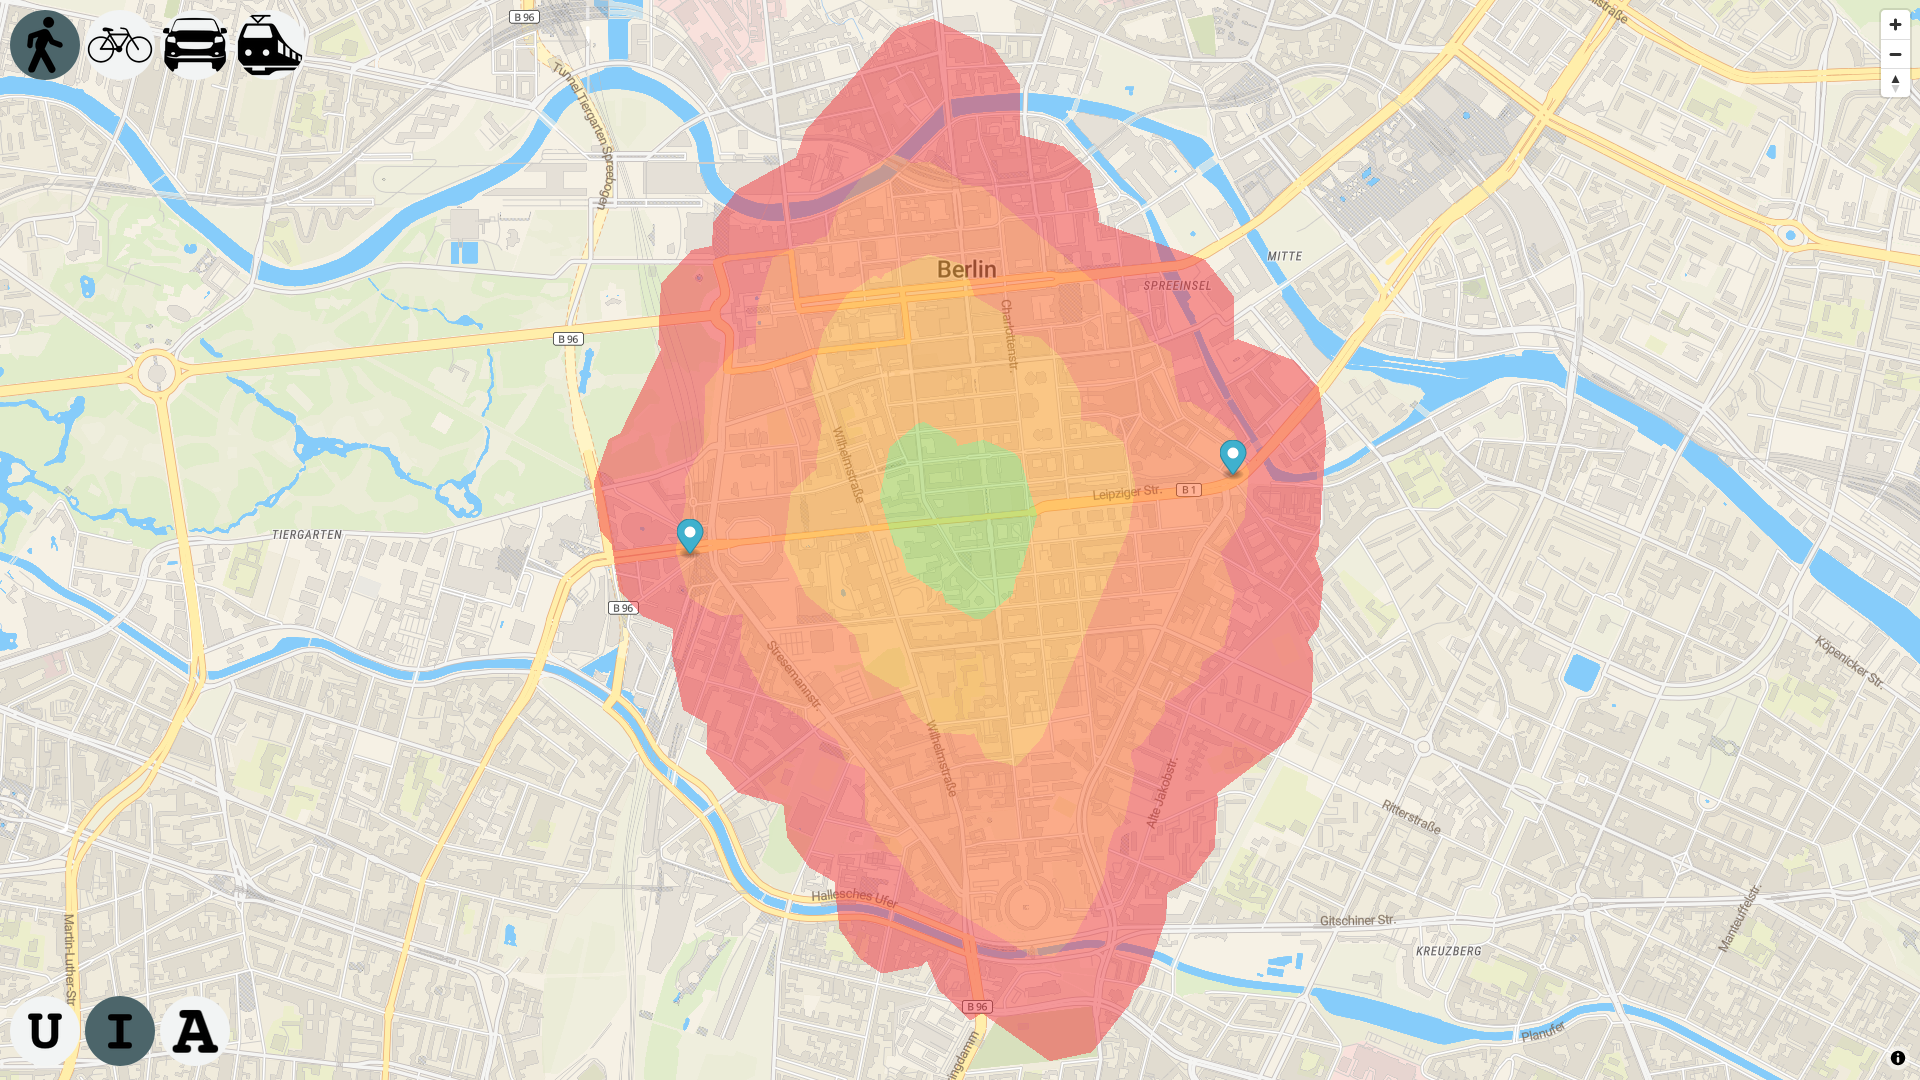 B 96
Tunnel Tiergarten Spreebogen
Berlin
MITTE
SPREEINSEL
Charlottenstr.
B 96
Wilhelmstraße
Leipziger Str.
B 1
TIERGARTEN
B 96
Stresemannstr.
Köpenicker Str.
Wilhelmstraße
Alte Jakobstr.
Ritterstraße
Hallesches Ufer
Martin-Luther-Str
Gitschiner Str.
Manteuffelstr.
KREUZBERG
B 96
Planufer
U I A